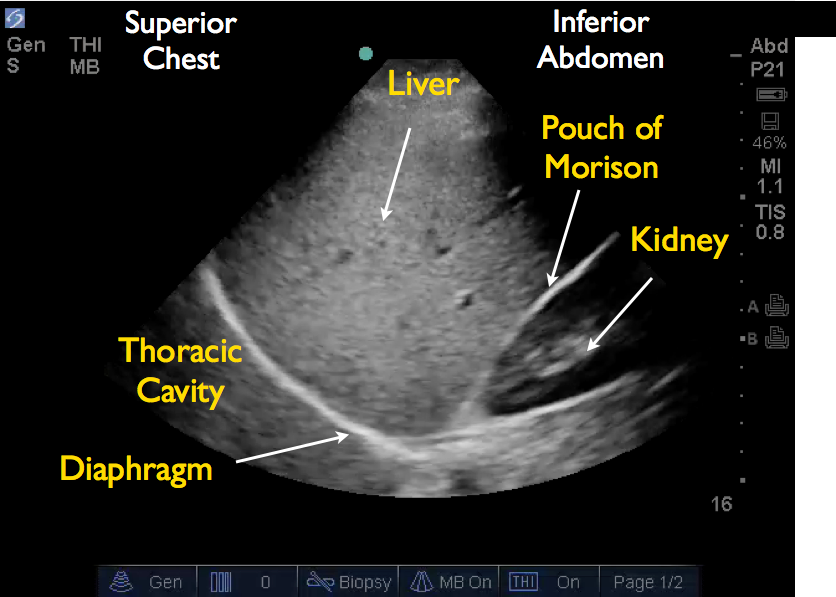 Superior
Chest
Inferior
Abdomen
Gen
S
THI
MB
Abd
P21
Liver
Pouch of
Morison
46%
MI
1.1
TIS
0.8
Kidney
A
B
Thoracic
Cavity
Diaphragm
16
Gen
0
Biopsy
MB On
THI
On
Page 1/2